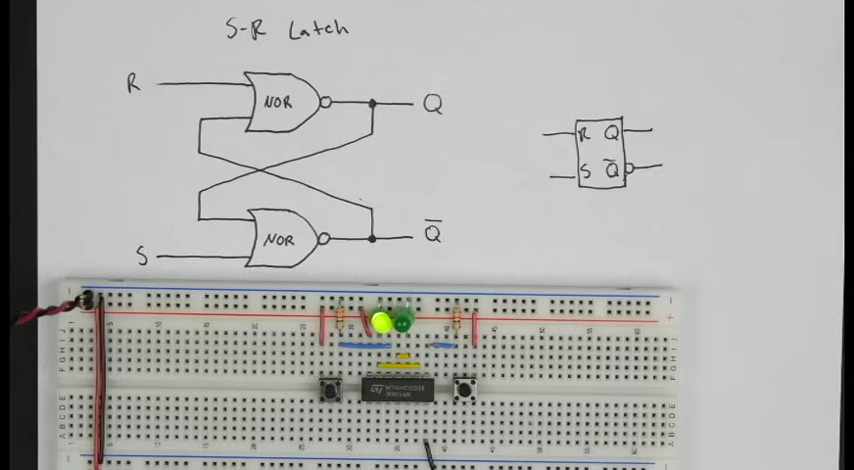 S-R Latch
R
NOR
Q
R Q
S Q̅
NOR
Q̅
S